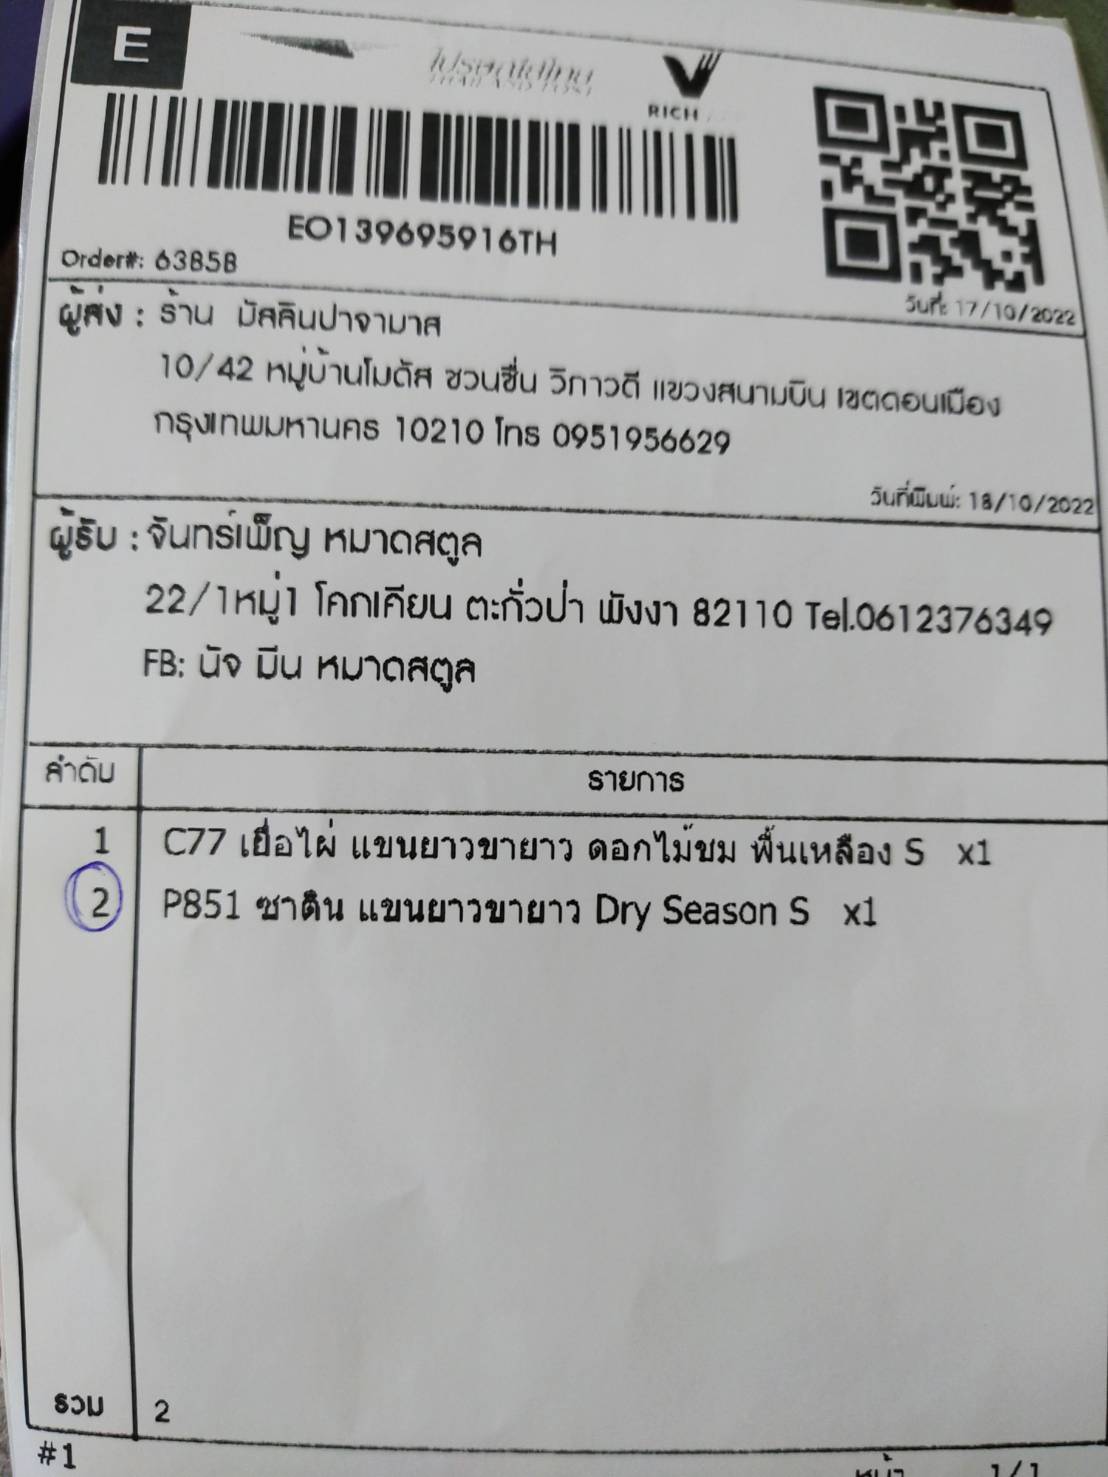 E
ไปรษณีย์ไทย
THAILAND POST
RICH
EO139695916TH
Order#: 63858
วันที่: 17/10/2022
ผู้ส่ง : ร้าน มัสลินปาจามาส
10/42 หมู่บ้านโมดัส ชวนชื่น วิภาวดี แขวงสนามบิน เขตดอนเมือง
กรุงเทพมหานคร 10210 โทร 0951956629
วันที่พิมพ์: 18/10/2022
ผู้รับ : จันทร์เพ็ญ หมาดสตูล
22/1หมู่1 โคกเคียน ตะกั่วป่า พังงา 82110 Tel.0612376349
FB: นัจ มีน หมาดสตูล
ลำดับ รายการ
1 C77 เยื่อไผ่ แขนยาวขายาว ดอกไม้ชม พื้นเหลือง S x1
2 P851 ซาติน แขนยาวขายาว Dry Season S x1
รวม 2
#1 หน้า 1/1